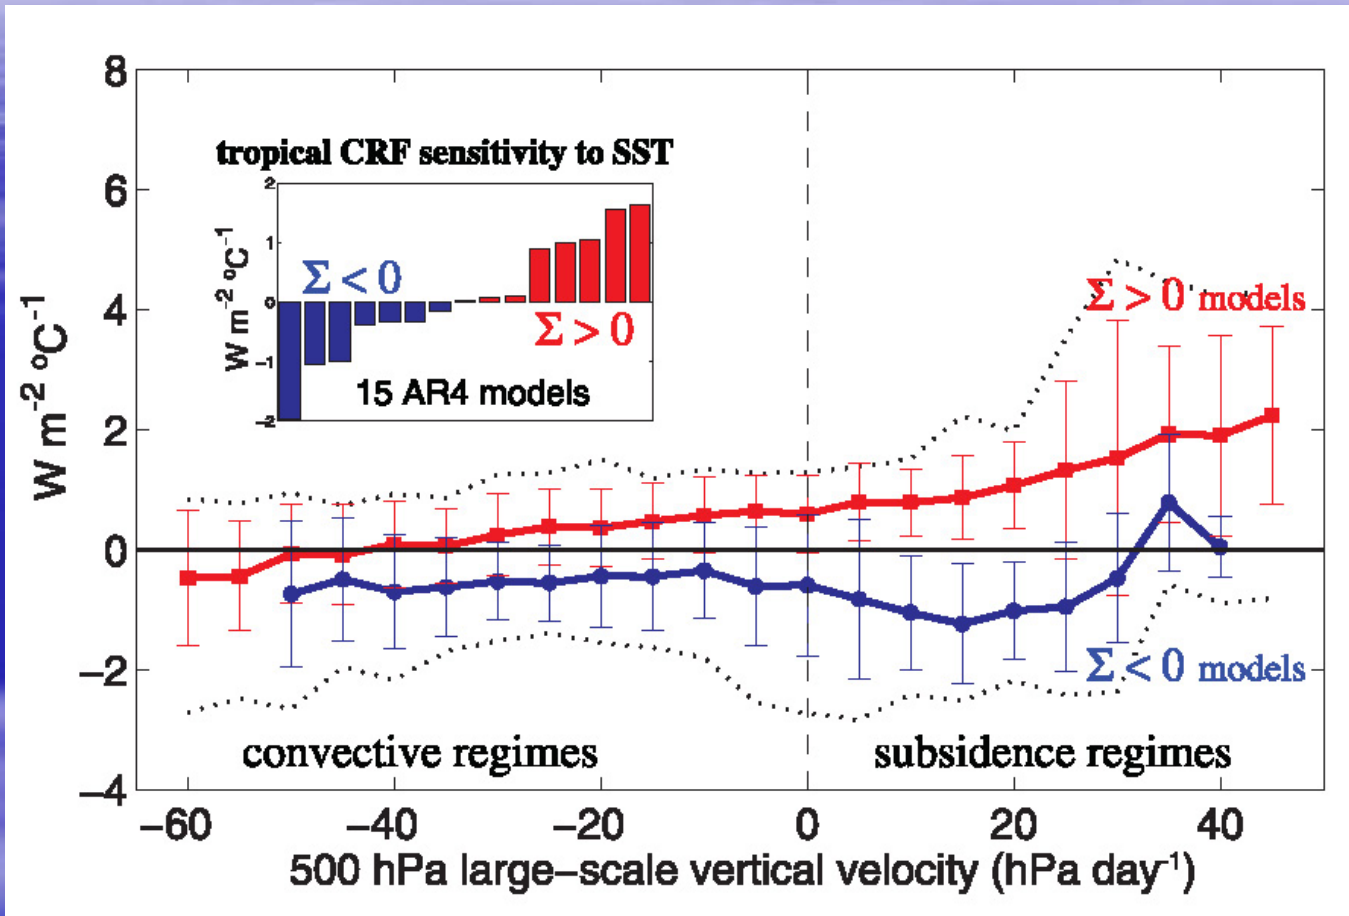 8
6
4
2
0
−2
−4
W m⁻² ºC⁻¹
tropical CRF sensitivity to SST
2
1
0
−1
−2
W m⁻² ºC⁻¹
Σ < 0
Σ > 0
15 AR4 models
Σ > 0 models
Σ < 0 models
convective regimes
subsidence regimes
−60 −40 −20 0 20 40
500 hPa large−scale vertical velocity (hPa day⁻¹)